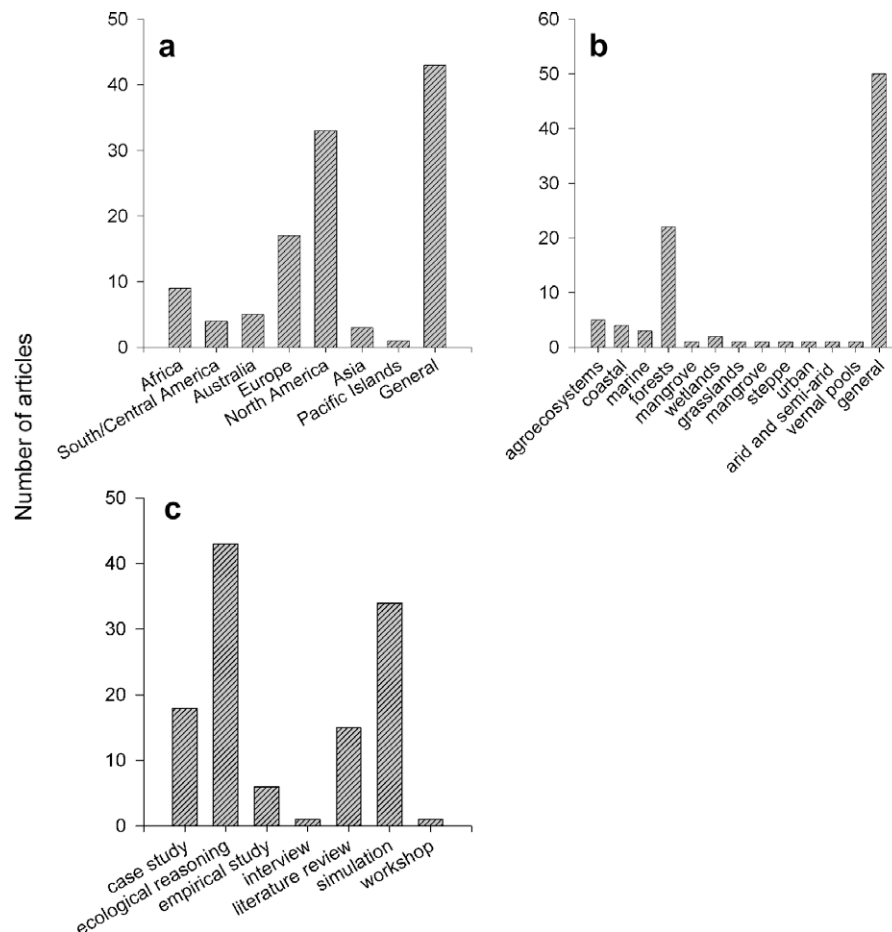 Number of articles
a
50
40
30
20
10
0
Africa
South/Central America
Australia
Europe
North America
Asia
Pacific Islands
General
b
60
50
40
30
20
10
0
agroecosystems
coastal
marine
forests
mangrove
wetlands
grasslands
mangrove
steppe
urban
arid and semi-arid
vernal pools
general
c
50
40
30
20
10
0
case study
ecological reasoning
empirical study
interview
literature review
simulation
workshop